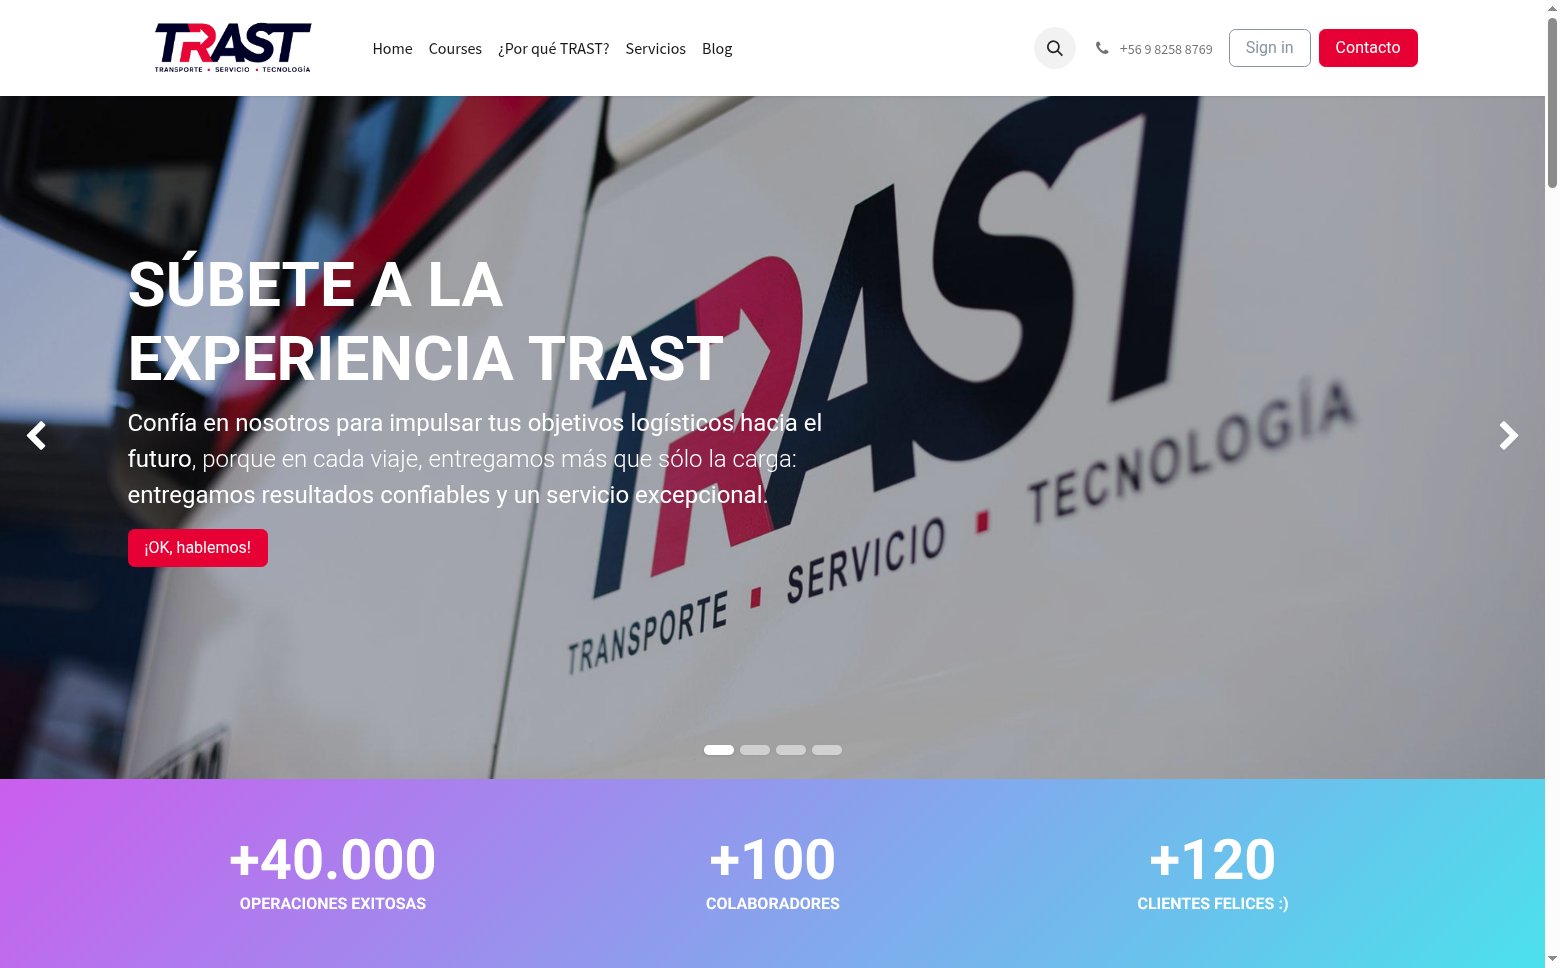 TRAST
TRANSPORTE • SERVICIO • TECNOLOGÍA
Home
Courses
¿Por qué TRAST?
Servicios
Blog
+56 9 8258 8769
Sign in
Contacto
TRAST
TRANSPORTE ▪ SERVICIO ▪ TECNOLOGÍA
SÚBETE A LA
EXPERIENCIA TRAST
Confía en nosotros para impulsar tus objetivos logísticos hacia el
futuro, porque en cada viaje, entregamos más que sólo la carga:
entregamos resultados confiables y un servicio excepcional.
¡OK, hablemos!
+40.000
OPERACIONES EXITOSAS
+100
COLABORADORES
+120
CLIENTES FELICES :)